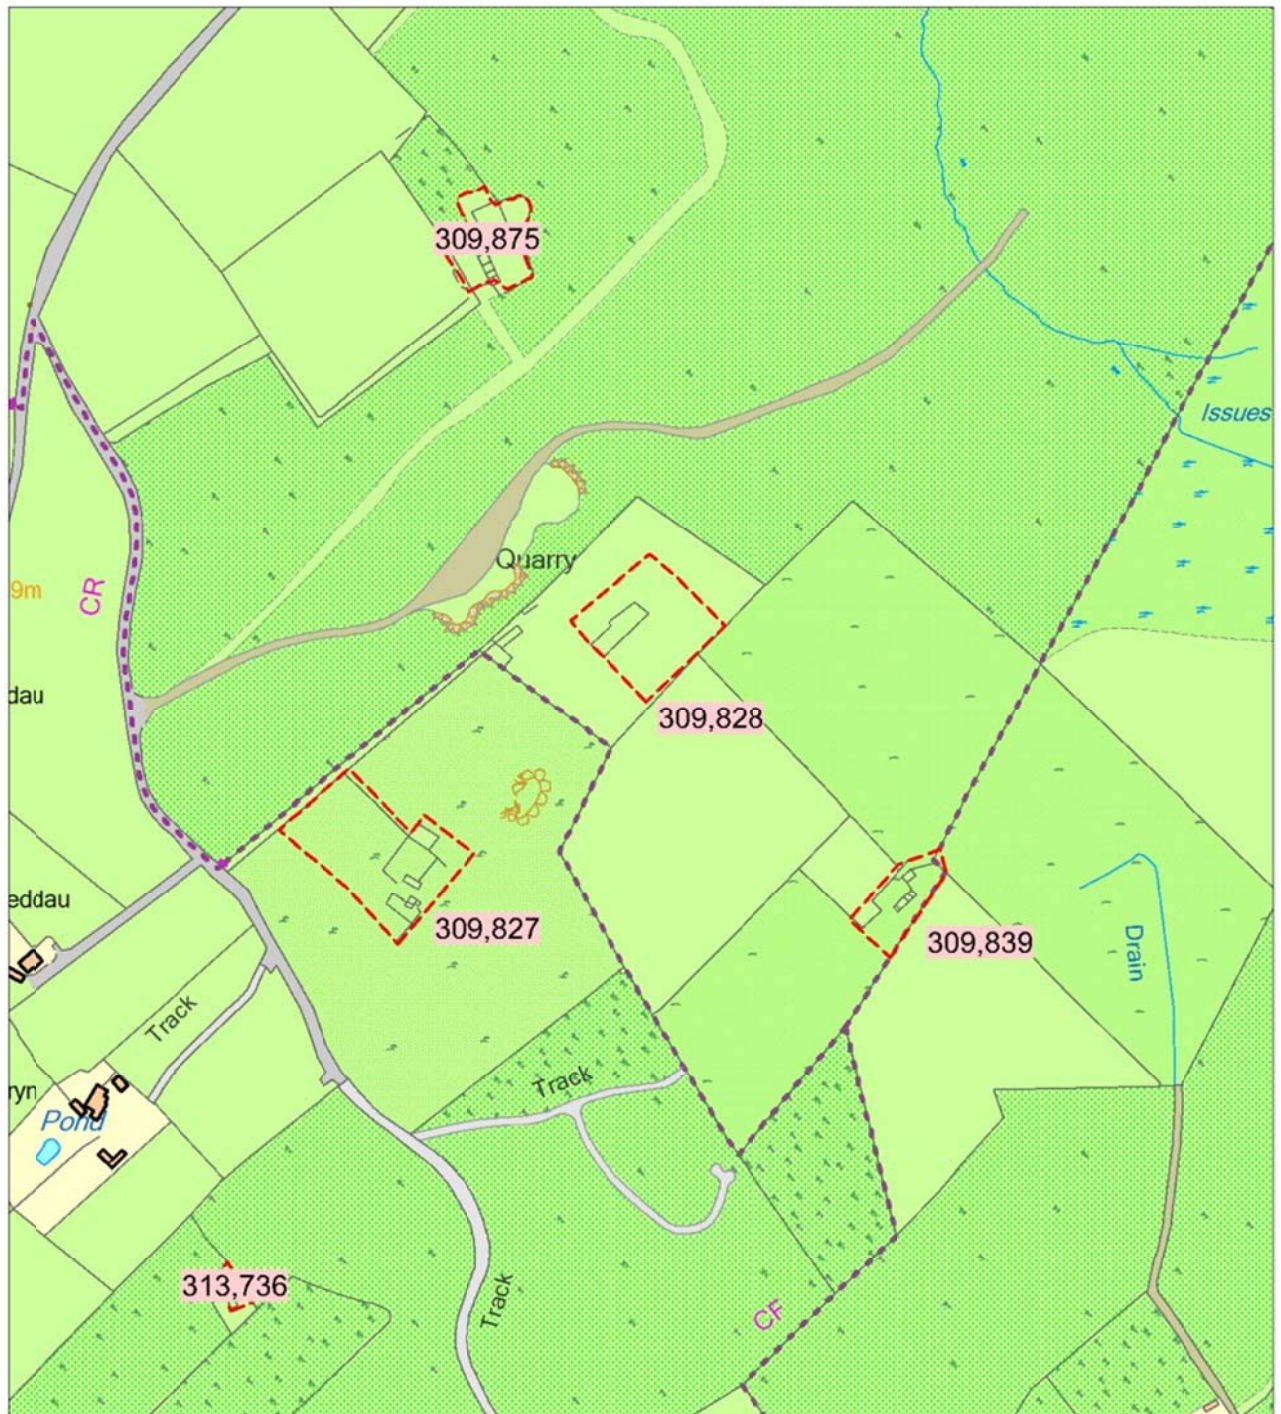 309,875
Issues
Quarry
9m
CR
dau
309,828
eddau
309,827
309,839
Drain
Track
Track
ryn
Pond
313,736
Track
CF